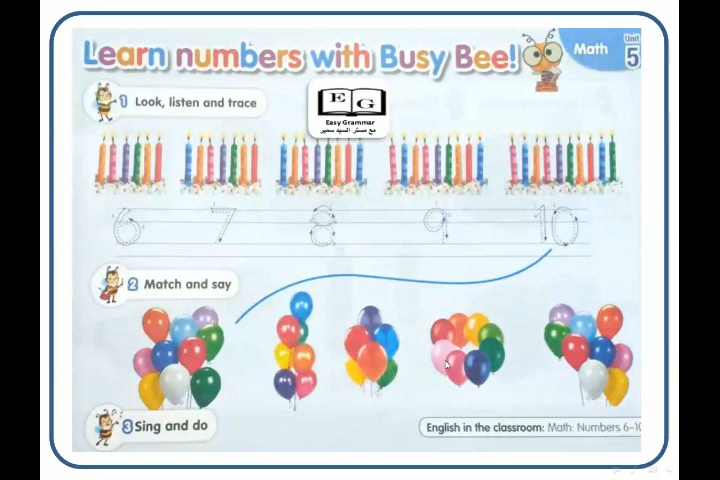 Learn numbers with Busy Bee!
Math
Unit
5
1 Look, listen and trace
E G
Easy Grammar
مع مستر السيد سمير
6 7 8 9 10
2 Match and say
3 Sing and do
English in the classroom: Math: Numbers 6–10